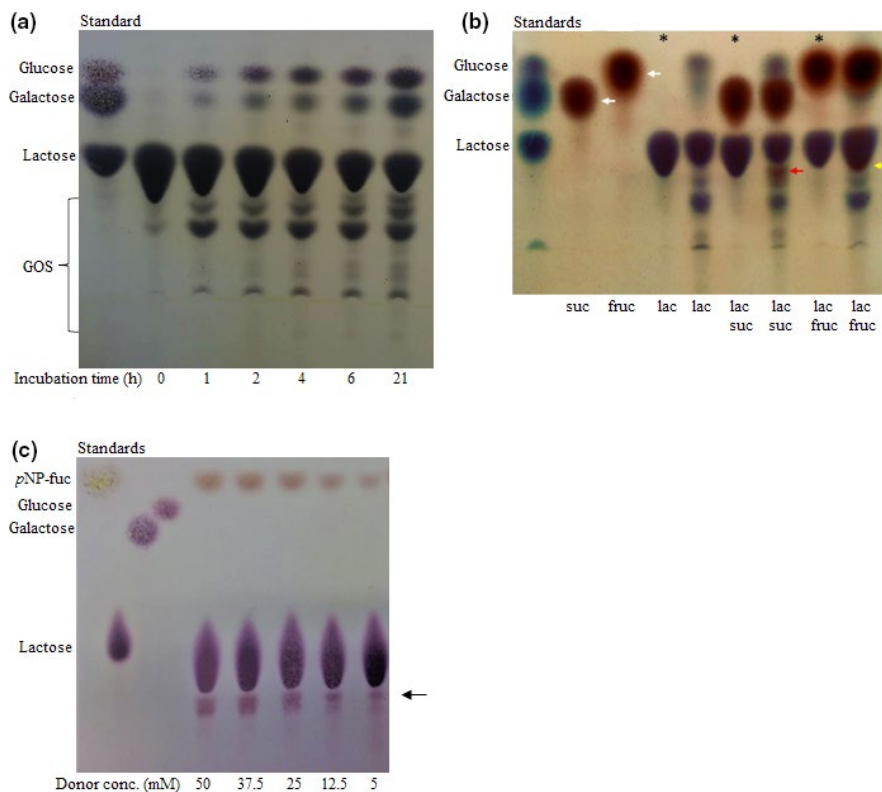 (a)
Standard
Glucose
Galactose
Lactose
GOS
Incubation time (h) 0 1 2 4 6 21
(b)
Standards
* * *
Glucose
Galactose
Lactose
suc fruc lac lac lac lac lac lac
suc suc fruc fruc
(c)
Standards
pNP-fuc
Glucose
Galactose
Lactose
Donor conc. (mM) 50 37.5 25 12.5 5